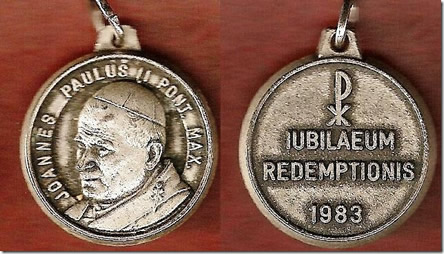 JOANNES PAULUS II PONT. MAX.
IUBILAEUM
REDEMPTIONIS
1983